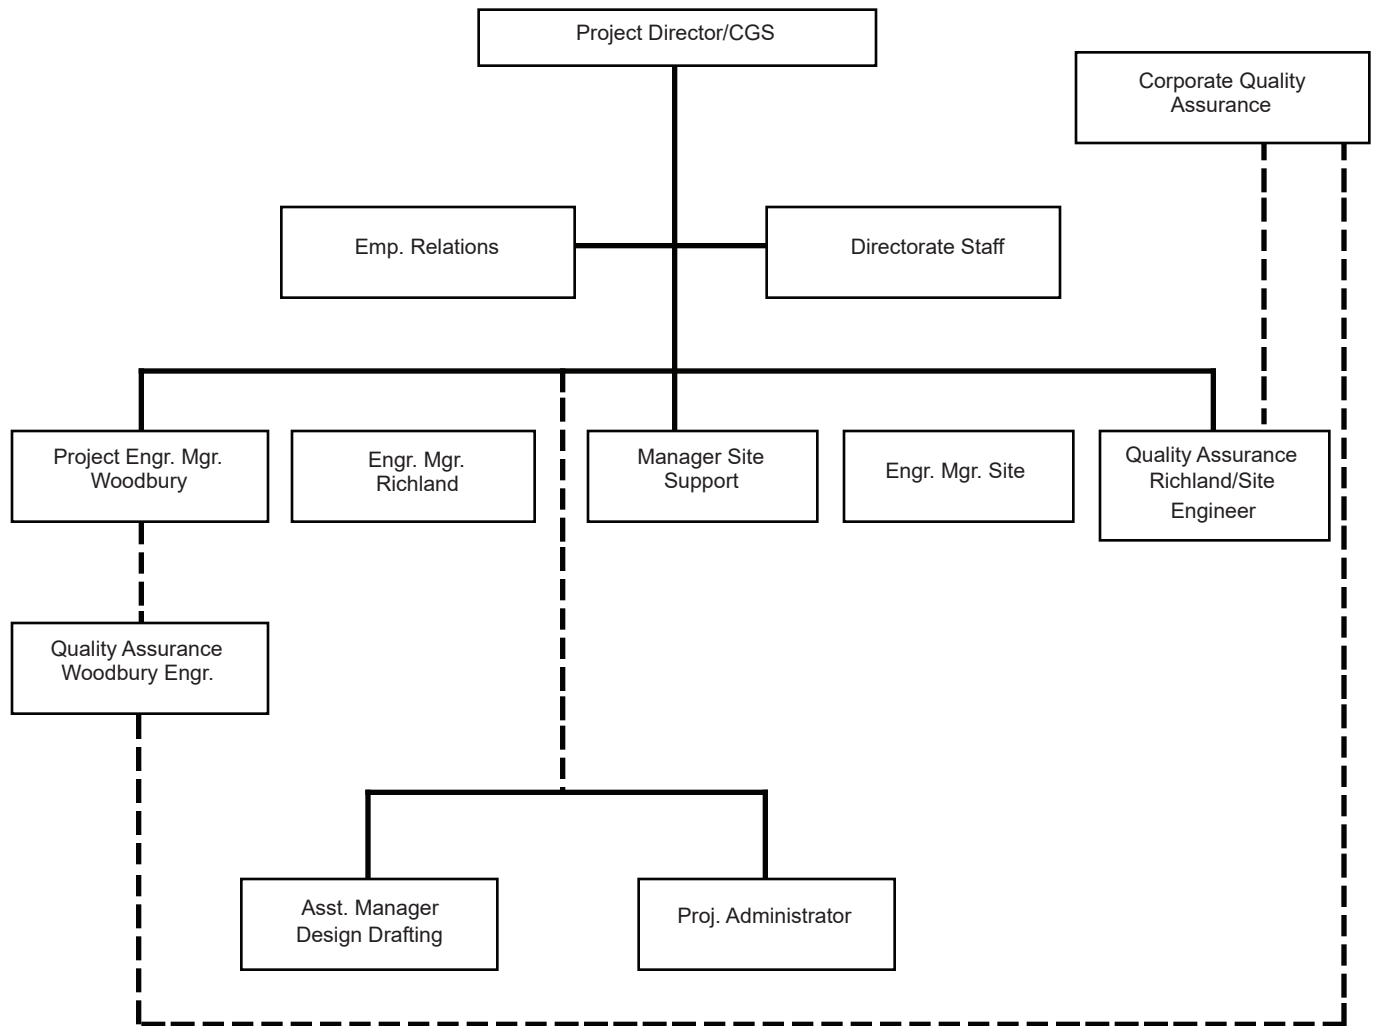 Project Director/CGS
Corporate Quality
Assurance
Emp. Relations
Directorate Staff
Project Engr. Mgr.
Woodbury
Engr. Mgr.
Richland
Manager Site
Support
Engr. Mgr. Site
Quality Assurance
Richland/Site
Engineer
Quality Assurance
Woodbury Engr.
Asst. Manager
Design Drafting
Proj. Administrator